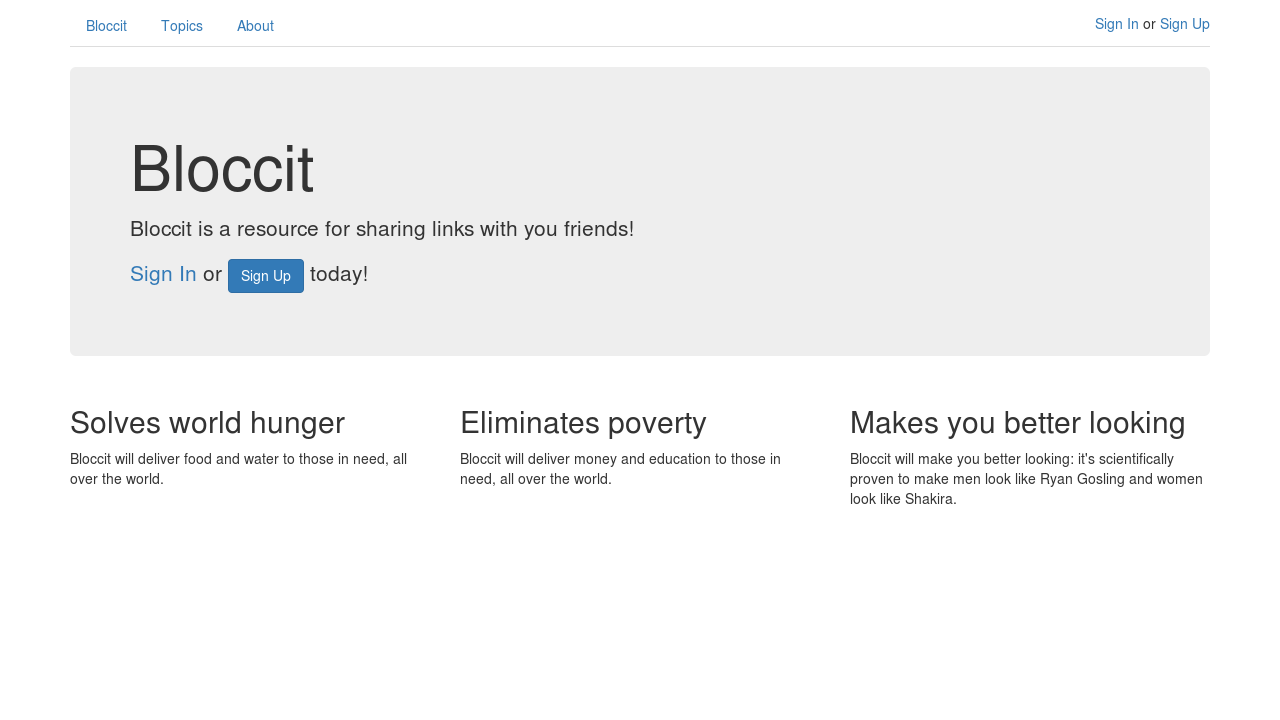 Bloccit Topics About Sign In or Sign Up
Bloccit
Bloccit is a resource for sharing links with you friends!
Sign In or Sign Up today!
Solves world hunger
Bloccit will deliver food and water to those in need, all
over the world.
Eliminates poverty
Bloccit will deliver money and education to those in
need, all over the world.
Makes you better looking
Bloccit will make you better looking: it's scientifically
proven to make men look like Ryan Gosling and women
look like Shakira.